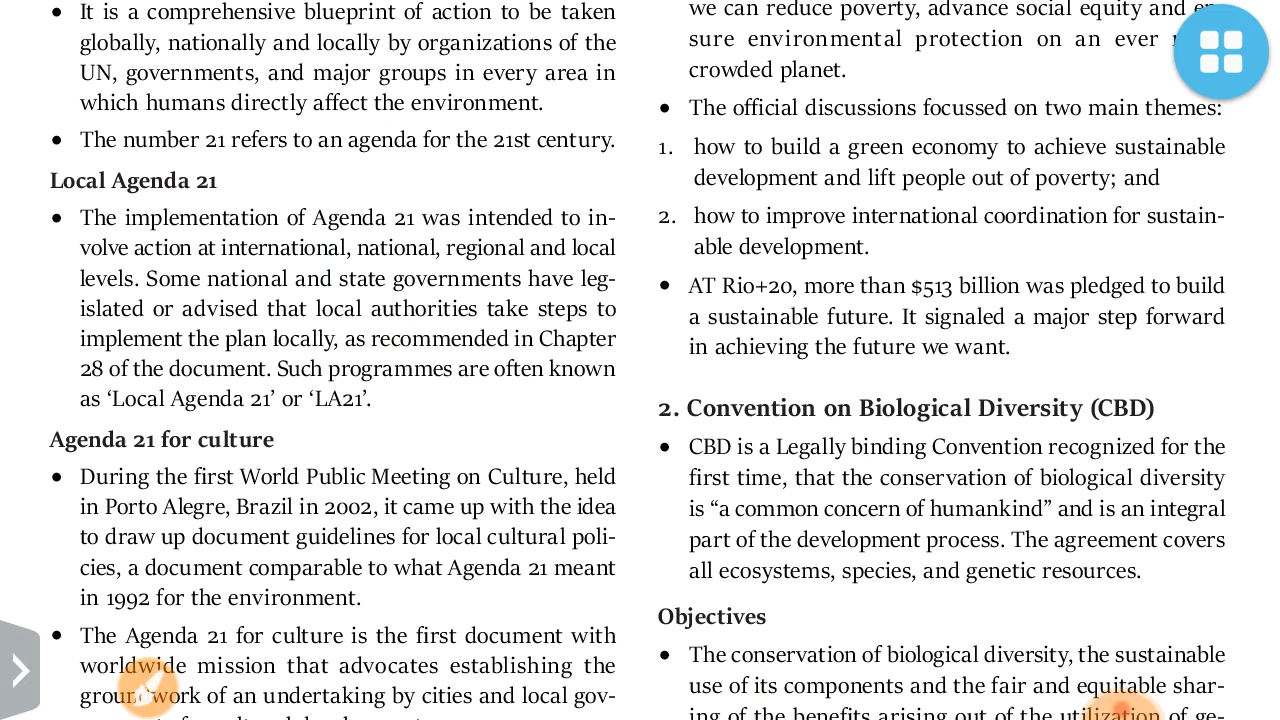 • It is a comprehensive blueprint of action to be taken
globally, nationally and locally by organizations of the
UN, governments, and major groups in every area in
which humans directly affect the environment.
• The number 21 refers to an agenda for the 21st century.
Local Agenda 21
• The implementation of Agenda 21 was intended to in-
volve action at international, national, regional and local
levels. Some national and state governments have leg-
islated or advised that local authorities take steps to
implement the plan locally, as recommended in Chapter
28 of the document. Such programmes are often known
as ‘Local Agenda 21’ or ‘LA21’.
Agenda 21 for culture
• During the first World Public Meeting on Culture, held
in Porto Alegre, Brazil in 2002, it came up with the idea
to draw up document guidelines for local cultural poli-
cies, a document comparable to what Agenda 21 meant
in 1992 for the environment.
• The Agenda 21 for culture is the first document with
worldwide mission that advocates establishing the
groundwork of an undertaking by cities and local gov-
we can reduce poverty, advance social equity and
sure environmental protection on an ever
crowded planet.
• The official discussions focussed on two main themes:
1. how to build a green economy to achieve sustainable
development and lift people out of poverty; and
2. how to improve international coordination for sustain-
able development.
• AT Rio+20, more than $513 billion was pledged to build
a sustainable future. It signaled a major step forward
in achieving the future we want.
2. Convention on Biological Diversity (CBD)
• CBD is a Legally binding Convention recognized for the
first time, that the conservation of biological diversity
is “a common concern of humankind” and is an integral
part of the development process. The agreement covers
all ecosystems, species, and genetic resources.
Objectives
• The conservation of biological diversity, the sustainable
use of its components and the fair and equitable shar-
ing of the benefits arising out of the utilization of ge-